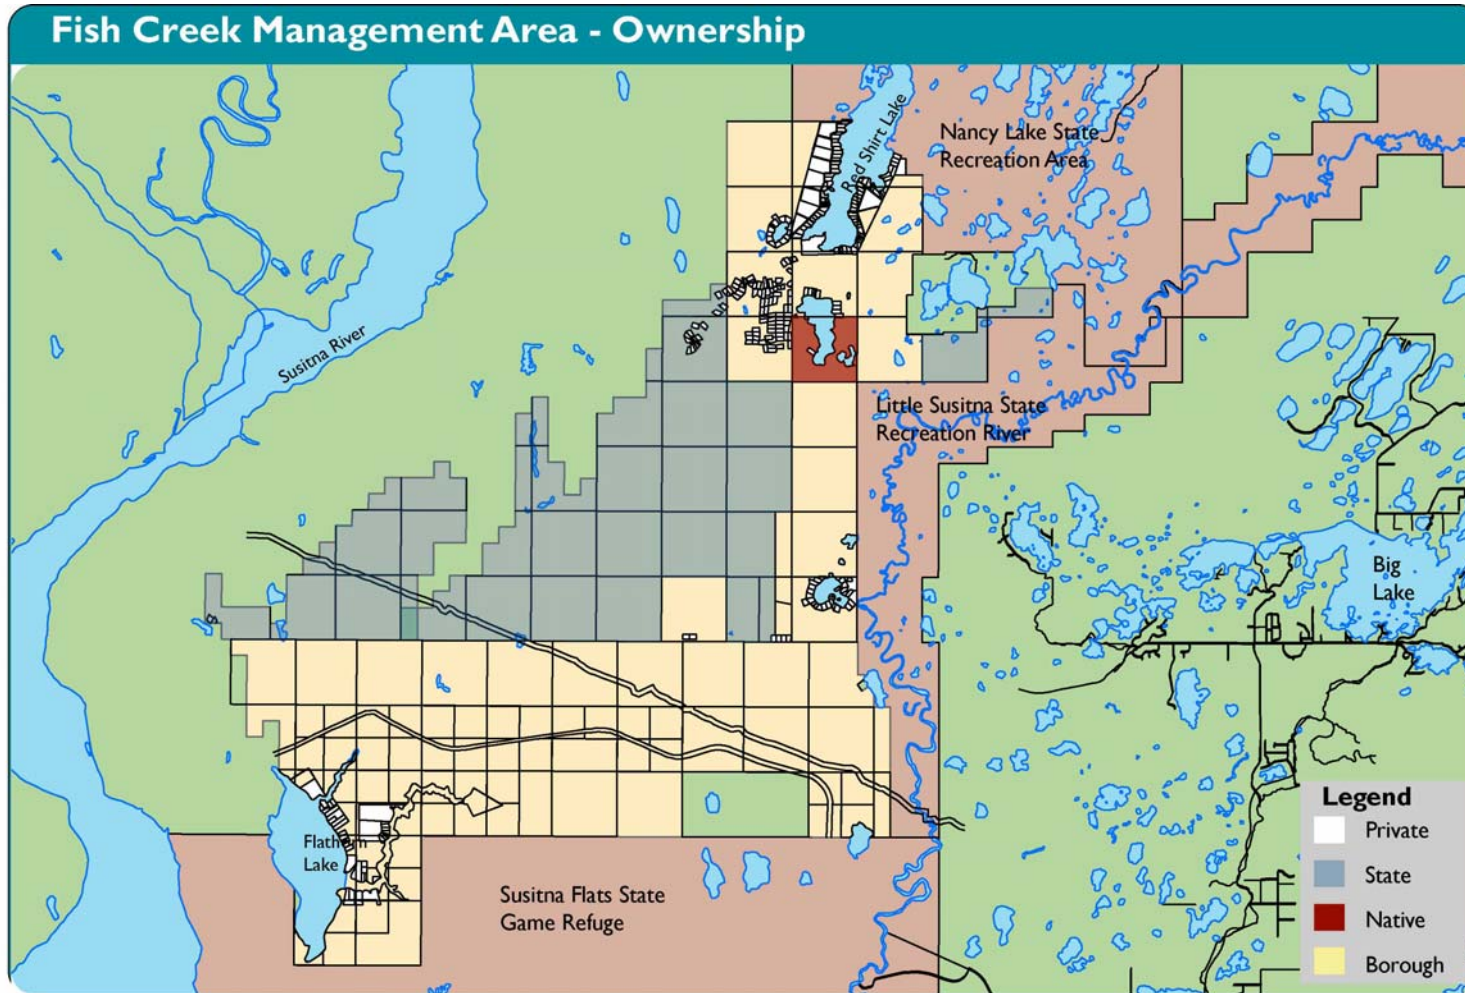 Fish Creek Management Area - Ownership
Red Shirt Lake
Nancy Lake State
Recreation Area
Susitna River
Little Susitna State
Recreation River
Big
Lake
Flathorn
Lake
Susitna Flats State
Game Refuge
Legend
Private
State
Native
Borough